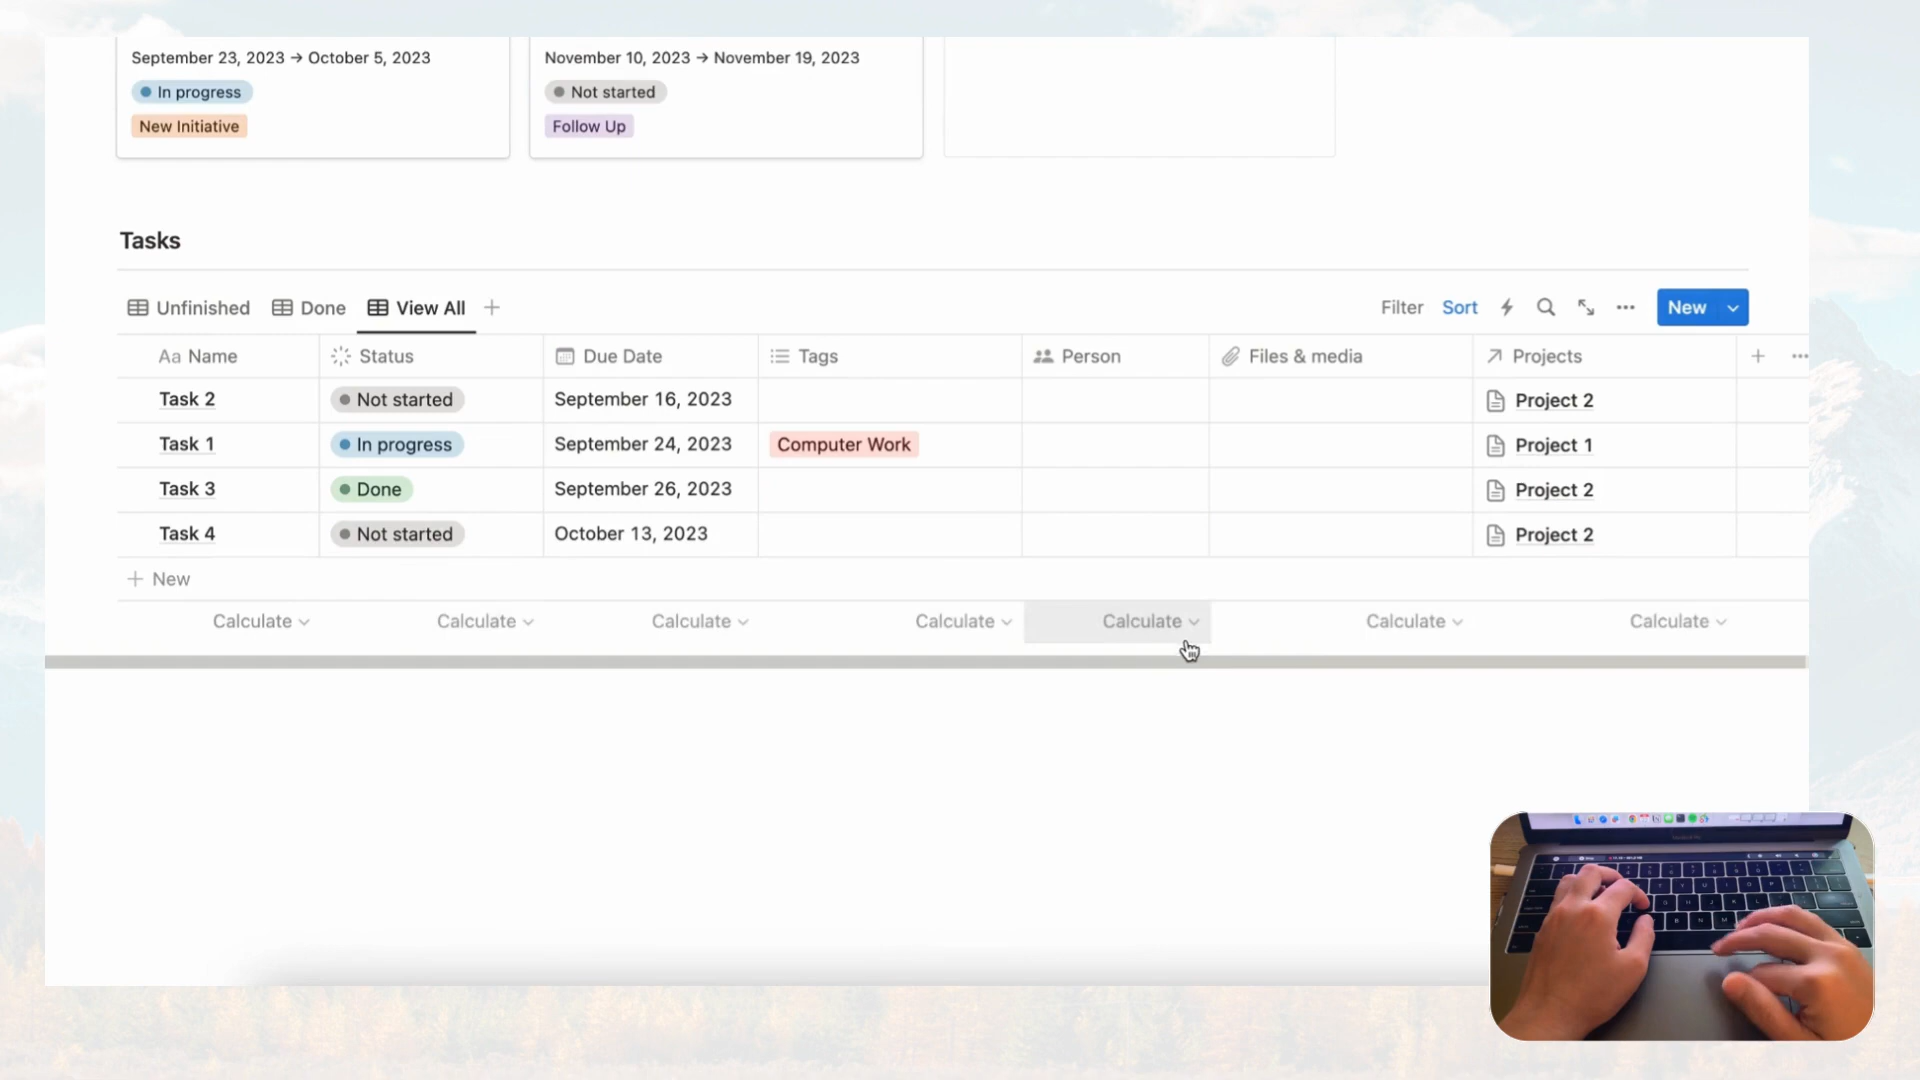 September 23, 2023 → October 5, 2023
November 10, 2023 → November 19, 2023
In progress
Not started
New Initiative
Follow Up
Tasks
Unfinished Done View All
Filter Sort New
Aa Name Status Due Date Tags Person Files & media Projects
Task 2 Not started September 16, 2023 Project 2
Task 1 In progress September 24, 2023 Computer Work Project 1
Task 3 Done September 26, 2023 Project 2
Task 4 Not started October 13, 2023 Project 2
+ New
Calculate Calculate Calculate Calculate Calculate Calculate Calculate